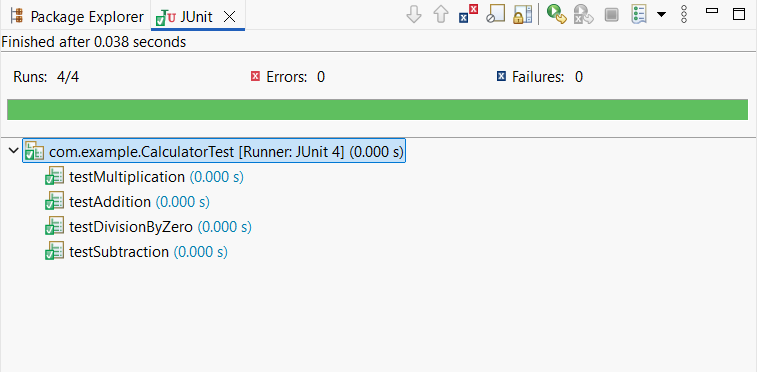 Package Explorer JUnit
Finished after 0.038 seconds
Runs: 4/4 Errors: 0 Failures: 0
com.example.CalculatorTest [Runner: JUnit 4] (0.000 s)
testMultiplication (0.000 s)
testAddition (0.000 s)
testDivisionByZero (0.000 s)
testSubtraction (0.000 s)